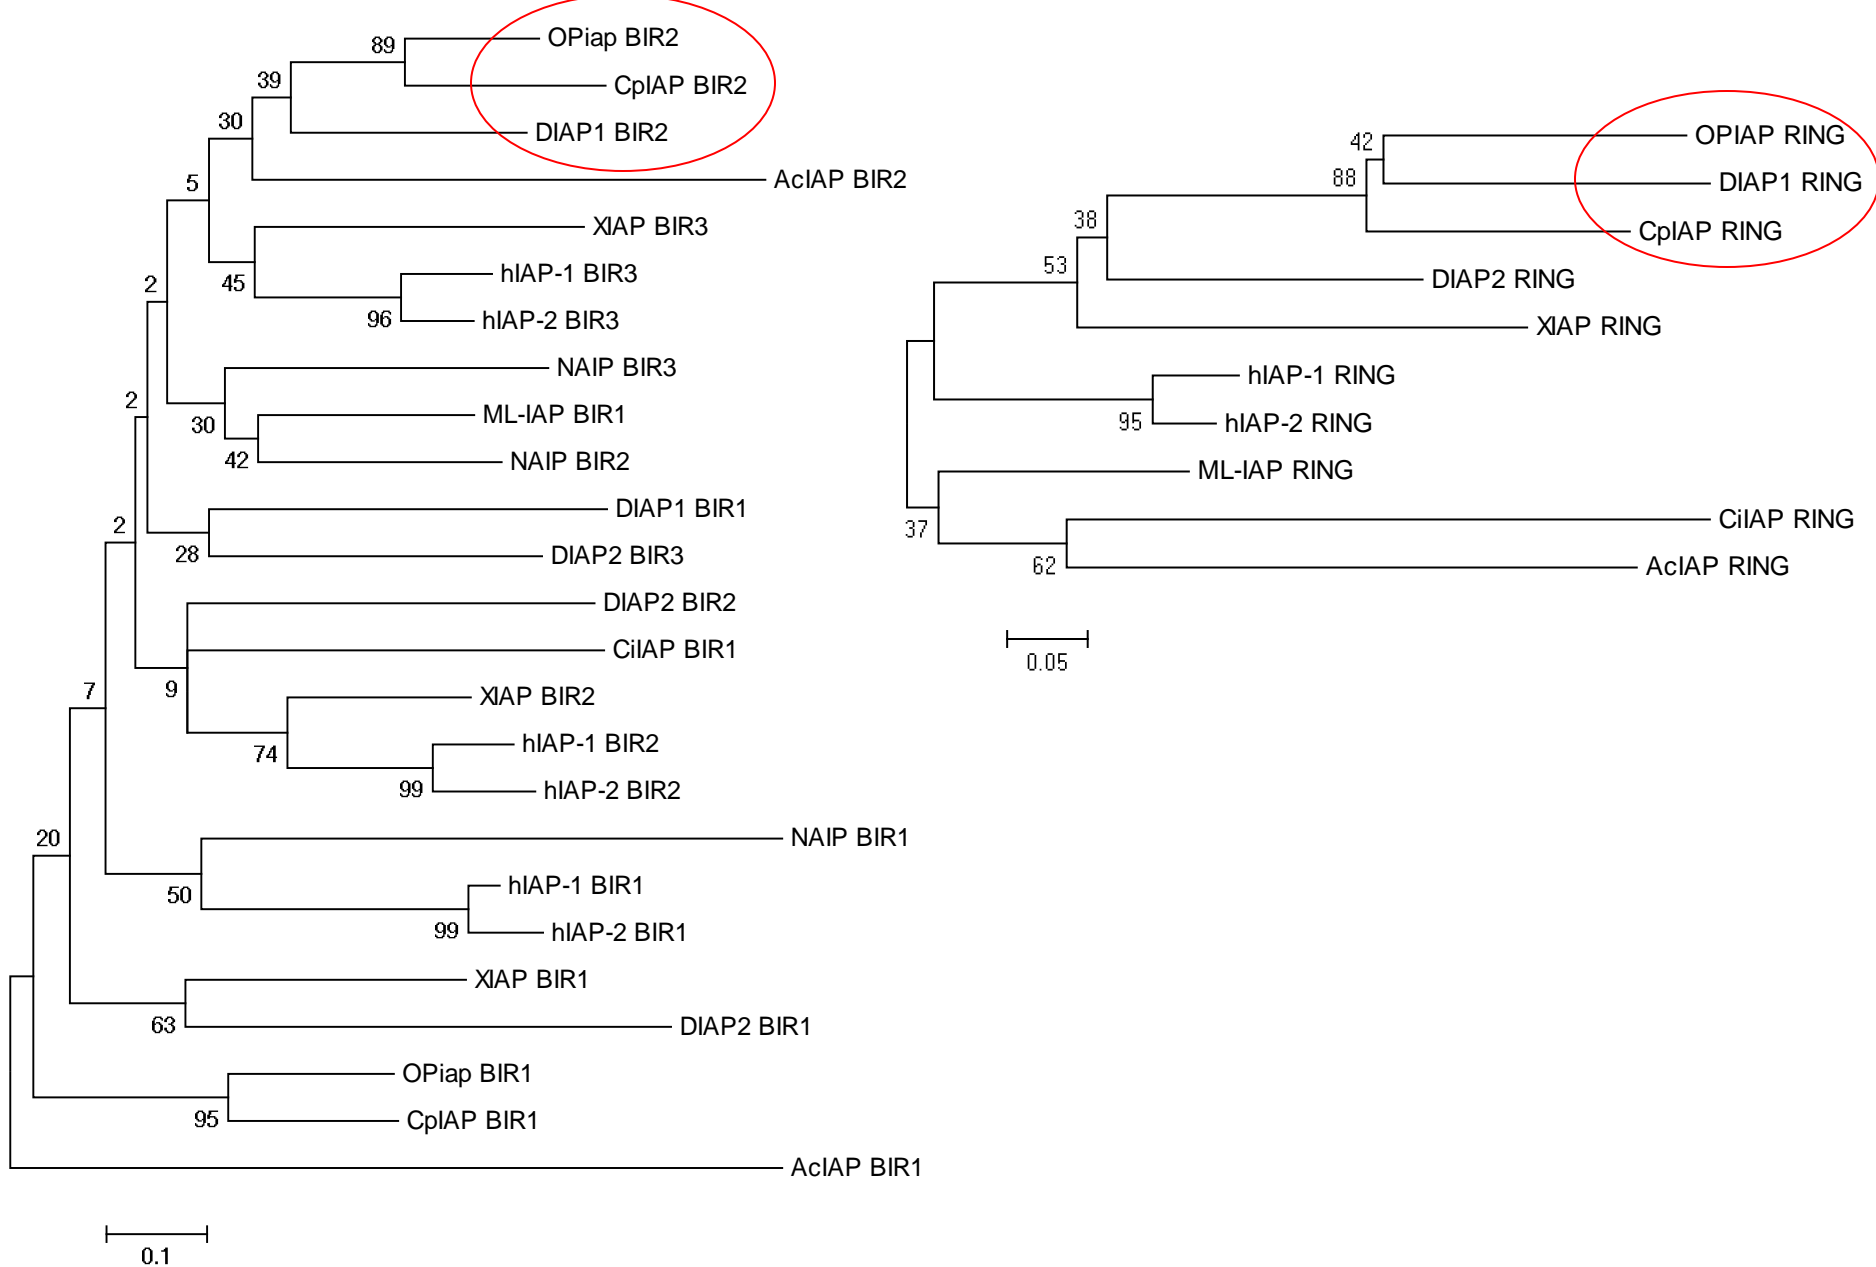 OPiap BIR2
89
CpIAP BIR2
39
DIAP1 BIR2
30
AcIAP BIR2
5
XIAP BIR3
hIAP-1 BIR3
45
hIAP-2 BIR3
96
2
NAIP BIR3
ML-IAP BIR1
2
30
NAIP BIR2
42
DIAP1 BIR1
2
DIAP2 BIR3
28
DIAP2 BIR2
CiIAP BIR1
9
XIAP BIR2
7
hIAP-1 BIR2
74
hIAP-2 BIR2
99
NAIP BIR1
20
hIAP-1 BIR1
50
hIAP-2 BIR1
99
XIAP BIR1
DIAP2 BIR1
63
OPiap BIR1
CpIAP BIR1
95
AcIAP BIR1
0.1
OPIAP RING
42
DIAP1 RING
88
CpIAP RING
38
DIAP2 RING
53
XIAP RING
hIAP-1 RING
hIAP-2 RING
95
ML-IAP RING
CiIAP RING
37
AcIAP RING
62
0.05